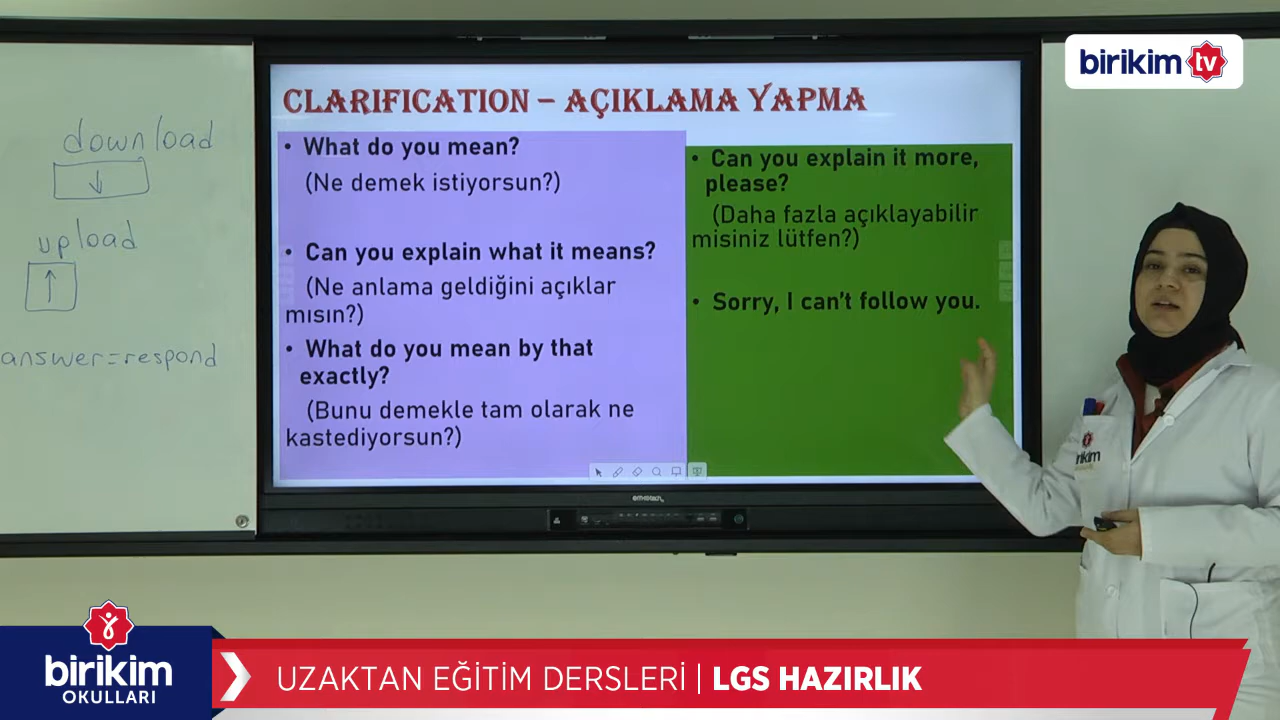 birikim tv
CLARIFICATION – AÇIKLAMA YAPMA
download
upload
answer=respond
• What do you mean?
(Ne demek istiyorsun?)
• Can you explain what it means?
(Ne anlama geldiğini açıklar
mısın?)
• What do you mean by that
exactly?
(Bunu demekle tam olarak ne
kastediyorsun?)
• Can you explain it more,
please?
(Daha fazla açıklayabilir
misiniz lütfen?)
• Sorry, I can't follow you.
birikim
birikim
OKULLARI
UZAKTAN EĞİTİM DERSLERİ | LGS HAZIRLIK